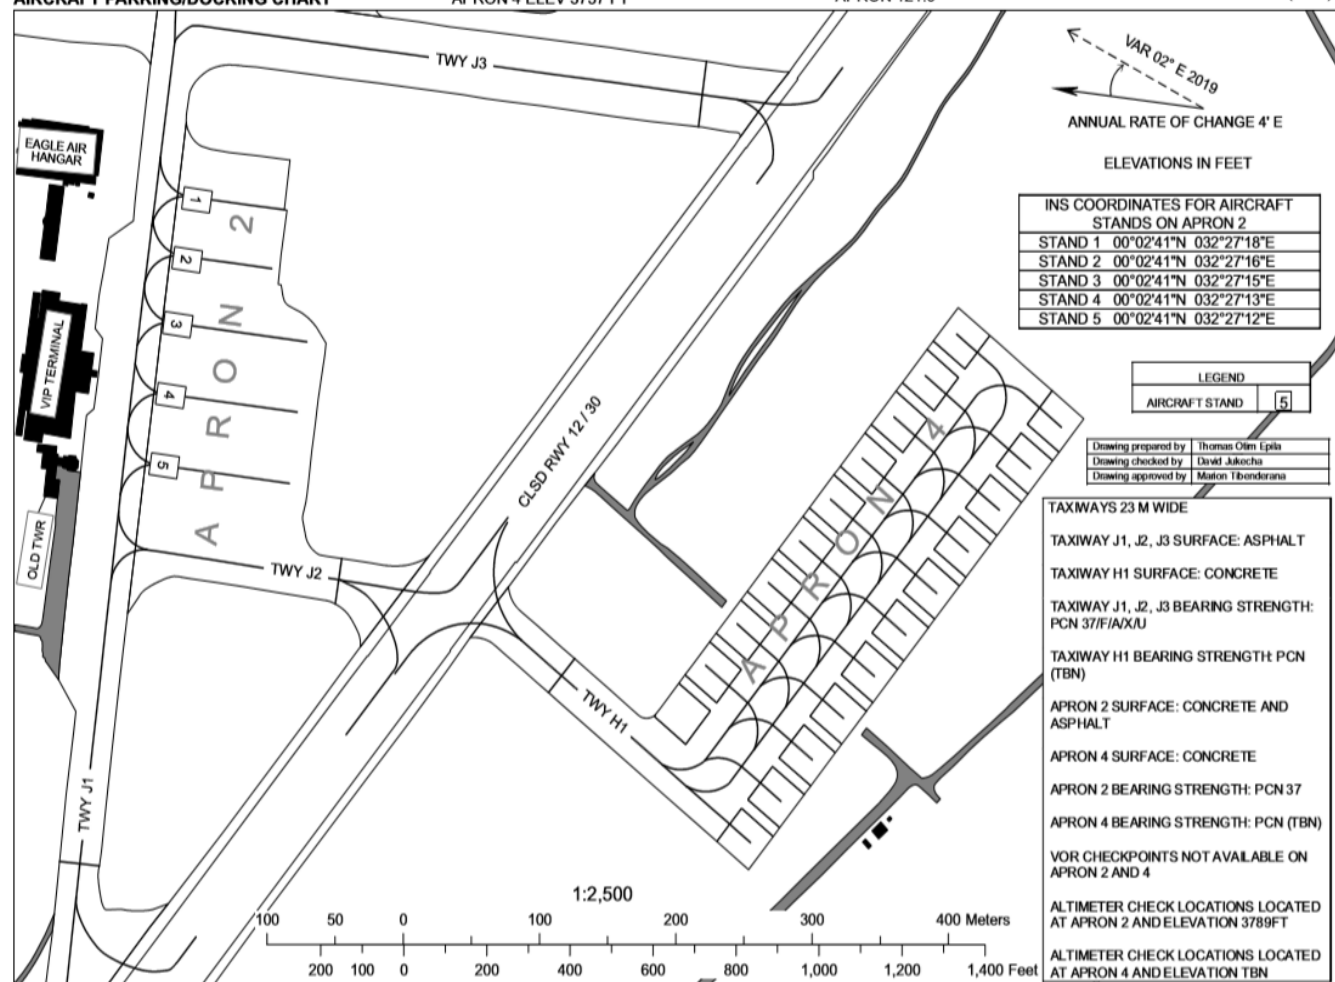 AIRCRAFT PARKING/DOCKING CHART
TWY J3
VAR 02° E 2019
ANNUAL RATE OF CHANGE 4' E
ELEVATIONS IN FEET
EAGLE AIR
HANGAR
INS COORDINATES FOR AIRCRAFT
STANDS ON APRON 2
STAND 1 00°02'41"N 032°27'18"E
STAND 2 00°02'41"N 032°27'16"E
STAND 3 00°02'41"N 032°27'15"E
STAND 4 00°02'41"N 032°27'13"E
STAND 5 00°02'41"N 032°27'12"E
1
2
3
4
5
APRON 2
VIP TERMINAL
OLD TWR
CLSD RWY 12 / 30
APRON 4
LEGEND
AIRCRAFT STAND 5
Drawing prepared by Thomas Olim Epila
Drawing checked by David Jukocha
Drawing approved by Marion Tibenderana
TWY J2
TWY H1
TWY J1
TAXIWAYS 23 M WIDE
TAXIWAY J1, J2, J3 SURFACE: ASPHALT
TAXIWAY H1 SURFACE: CONCRETE
TAXIWAY J1, J2, J3 BEARING STRENGTH:
PCN 37/F/A/X/U
TAXIWAY H1 BEARING STRENGTH: PCN
(TBN)
APRON 2 SURFACE: CONCRETE AND
ASPHALT
APRON 4 SURFACE: CONCRETE
APRON 2 BEARING STRENGTH: PCN 37
APRON 4 BEARING STRENGTH: PCN (TBN)
VOR CHECKPOINTS NOT AVAILABLE ON
APRON 2 AND 4
ALTIMETER CHECK LOCATIONS LOCATED
AT APRON 2 AND ELEVATION 3789FT
ALTIMETER CHECK LOCATIONS LOCATED
AT APRON 4 AND ELEVATION TBN
1:2,500
100 50 0 100 200 300 400 Meters
200 100 0 200 400 600 800 1,000 1,200 1,400 Feet